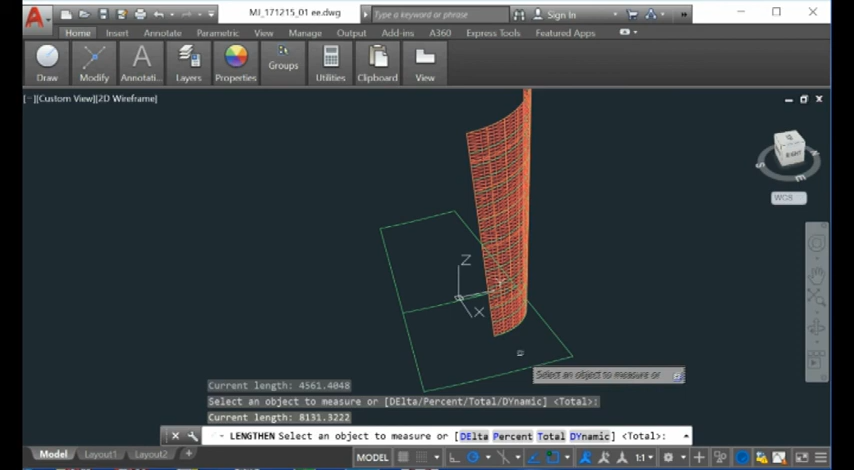 MJ_171215_01 ee.dwg
Type a keyword or phrase
Sign In
Home Insert Annotate Parametric View Manage Output Add-ins A360 Express Tools Featured Apps
Draw Modify Annotati... Layers Properties Groups Utilities Clipboard View
[−][Custom View][2D Wireframe]
RIGHT
S E N
WCS
Z
Y
X
Select an object to measure or
Current length: 4561.4048
Select an object to measure or [DElta/Percent/Total/DYnamic] <Total>:
Current length: 8131.3222
LENGTHEN Select an object to measure or [DElta Percent Total DYnamic] <Total>:
Model Layout1 Layout2 +
MODEL 1:1